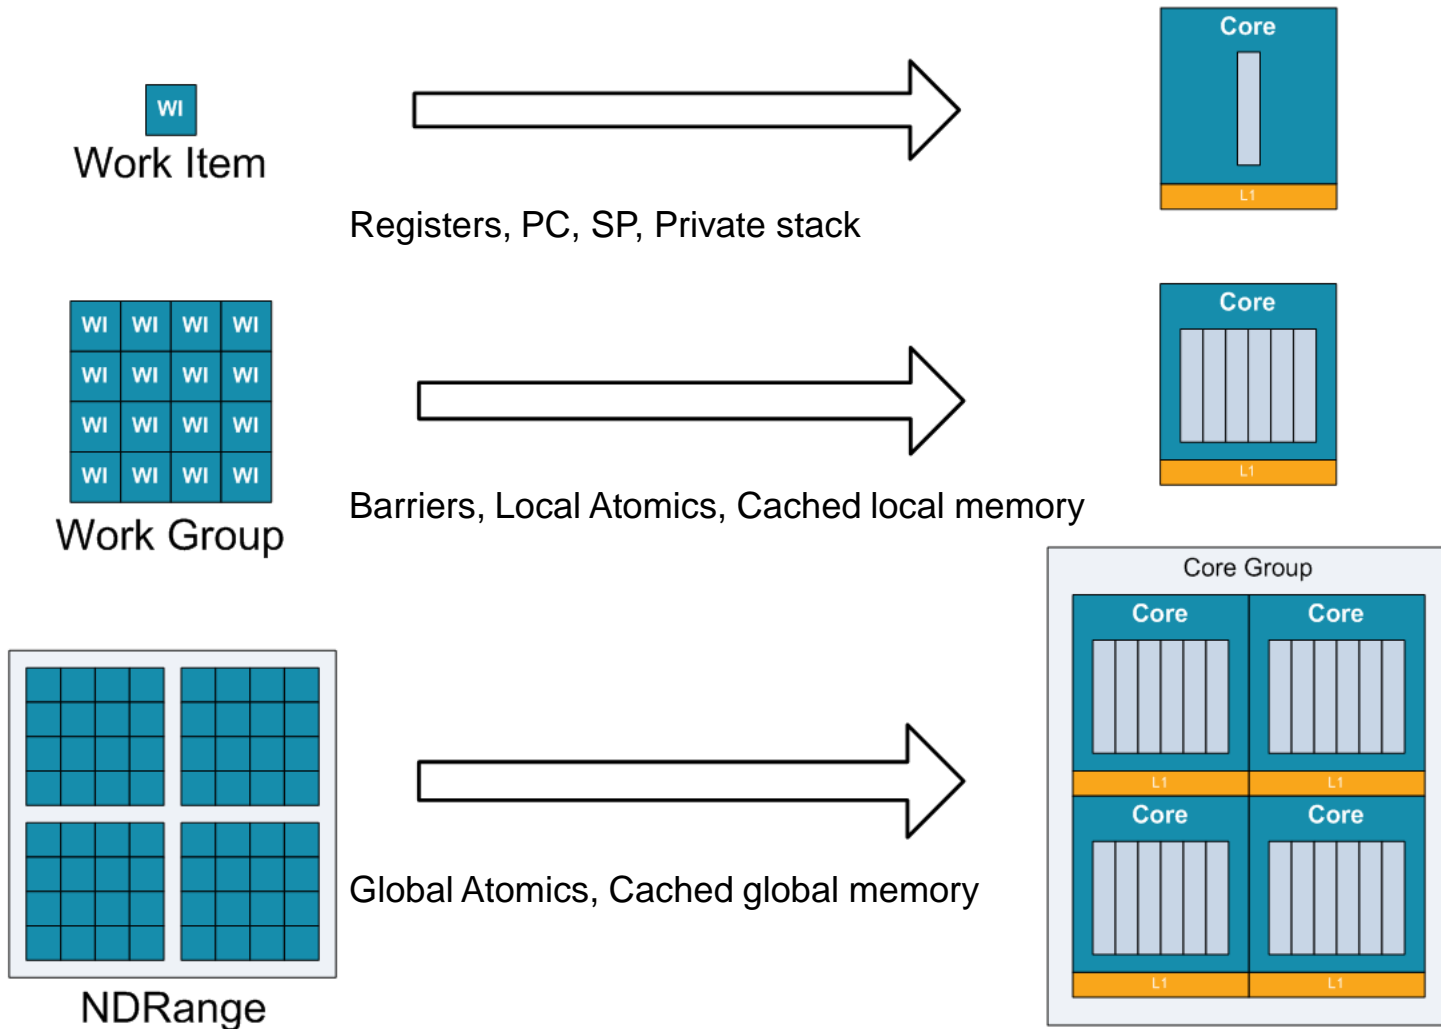 Core
WI
Work Item
L1
Registers, PC, SP, Private stack
Core
WI WI WI WI
WI WI WI WI
WI WI WI WI
WI WI WI WI
L1
Barriers, Local Atomics, Cached local memory
Work Group
Core Group
Core Core
L1 L1
Core Core
Global Atomics, Cached global memory
L1 L1
NDRange